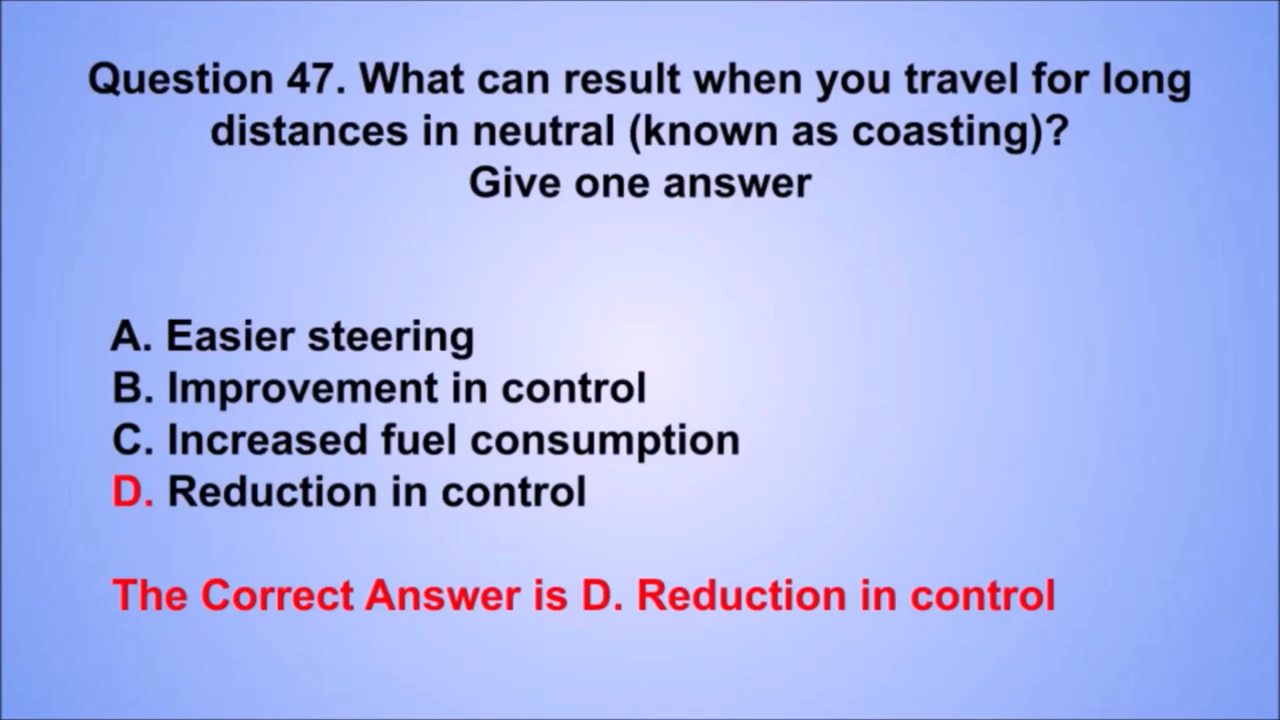 Question 47. What can result when you travel for long
distances in neutral (known as coasting)?
Give one answer
A. Easier steering
B. Improvement in control
C. Increased fuel consumption
D. Reduction in control
The Correct Answer is D. Reduction in control